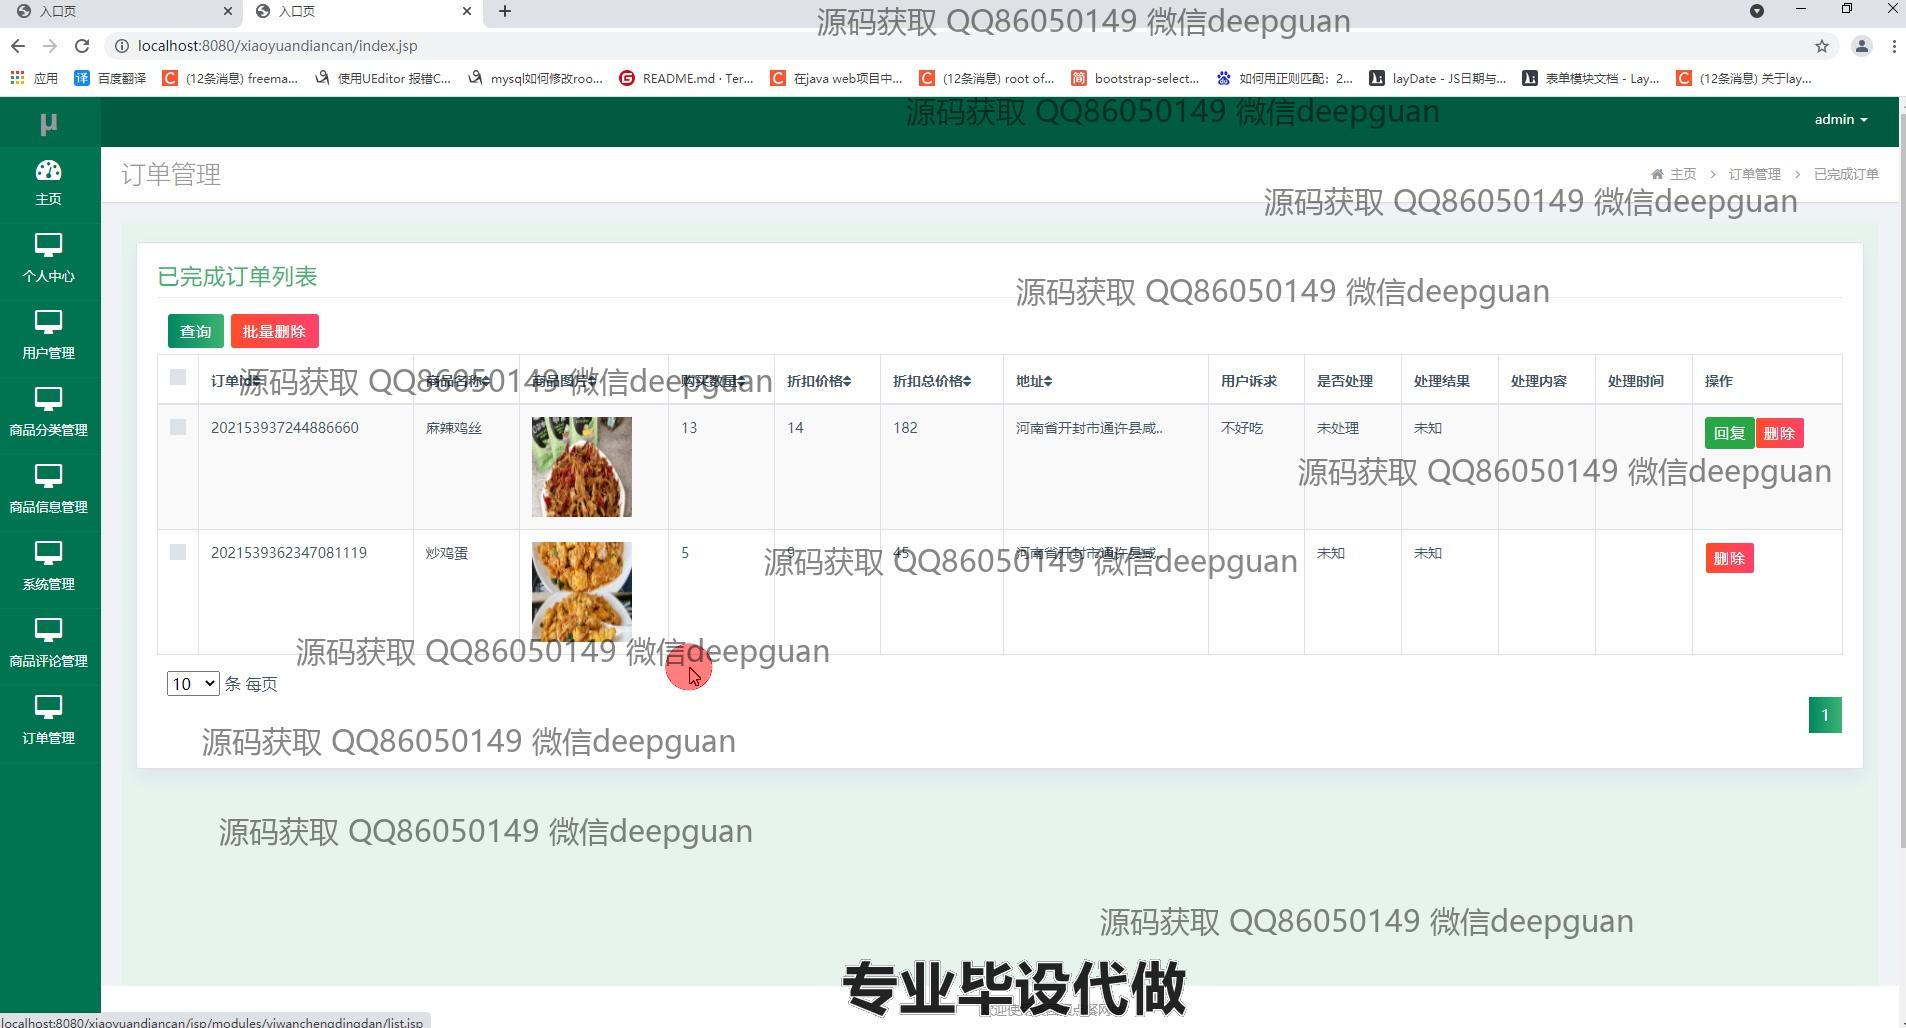 入口页
入口页
源码获取 QQ86050149 微信deepguan
localhost:8080/xiaoyuandiancan/index.jsp
应用 百度翻译 (12条消息) freema... 使用UEditor 报错C... mysql如何修改roo... README.md · Ter... 在java web项目中... (12条消息) root of... bootstrap-select... 如何用正则匹配：2... layDate - JS日期与... 表单模块文档 - Lay... (12条消息) 关于lay...
源码获取 QQ86050149 微信deepguan
μ
admin
主页
个人中心
用户管理
商品分类管理
商品信息管理
系统管理
商品评论管理
订单管理
订单管理
主页 > 订单管理 > 已完成订单
源码获取 QQ86050149 微信deepguan
已完成订单列表
源码获取 QQ86050149 微信deepguan
查询 批量删除
订单id 商品名称 商品图片 购买数量 折扣价格 折扣总价格 地址 用户诉求 是否处理 处理结果 处理内容 处理时间 操作
源码获取 QQ86050149 微信deepguan
202153937244886660 麻辣鸡丝 13 14 182 河南省开封市通许县咸.. 不好吃 未处理 未知 回复 删除
源码获取 QQ86050149 微信deepguan
2021539362347081119 炒鸡蛋 5 9 45 河南省开封市通许县咸.. 未知 未知 删除
源码获取 QQ86050149 微信deepguan
源码获取 QQ86050149 微信deepguan
10 条 每页
1
源码获取 QQ86050149 微信deepguan
源码获取 QQ86050149 微信deepguan
源码获取 QQ86050149 微信deepguan
专业毕设代做
localhost:8080/xiaoyuandiancan/jsp/modules/yiwanchengdingdan/list.jsp